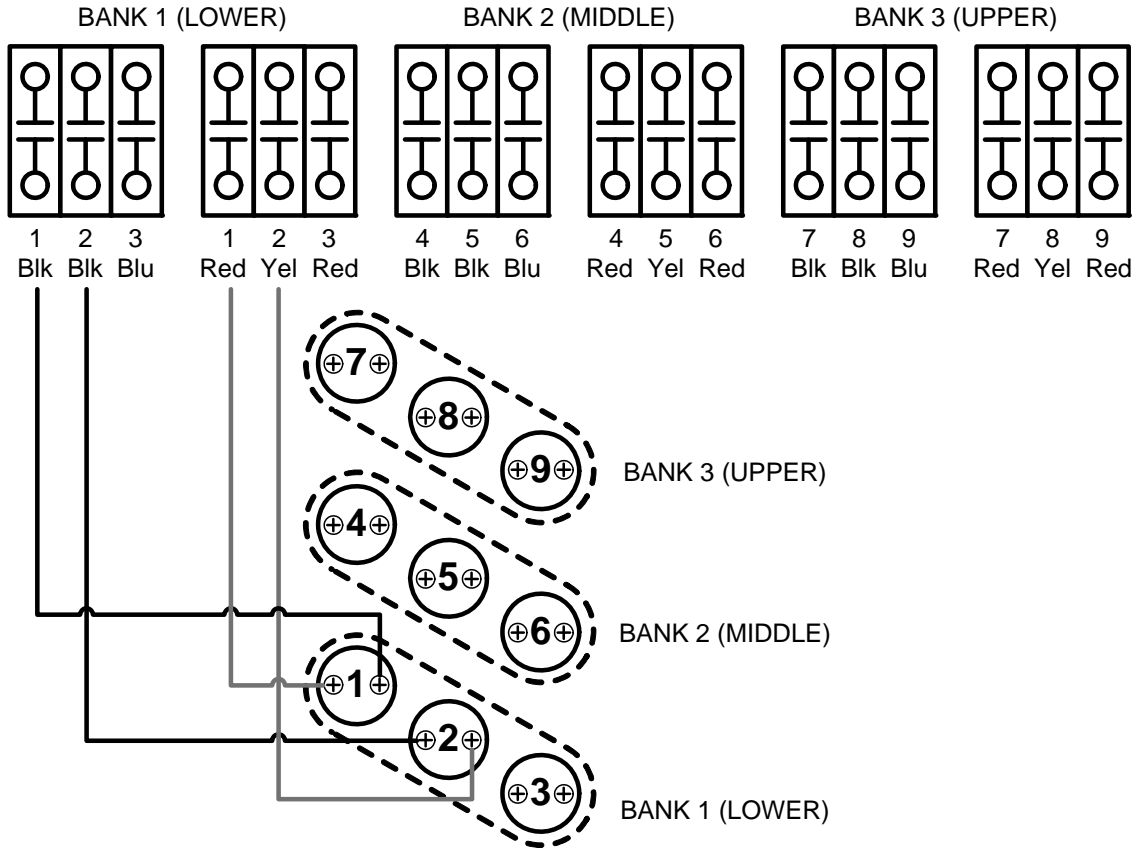 BANK 1 (LOWER) BANK 2 (MIDDLE) BANK 3 (UPPER)
1 2 3 1 2 3 4 5 6 4 5 6 7 8 9 7 8 9
Blk Blk Blu Red Yel Red Blk Blk Blu Red Yel Red Blk Blk Blu Red Yel Red
7
8
9
BANK 3 (UPPER)
4
5
6
BANK 2 (MIDDLE)
1
2
3
BANK 1 (LOWER)